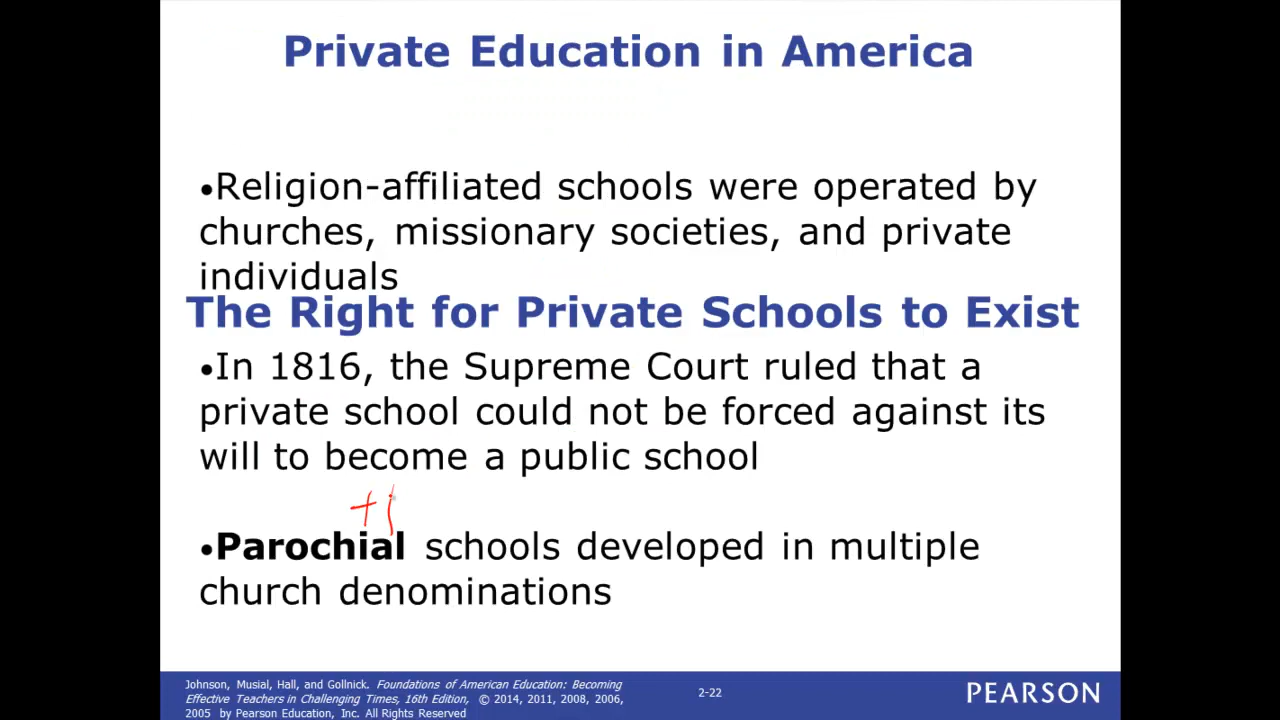 Private Education in America
•Religion-affiliated schools were operated by
churches, missionary societies, and private
individuals
The Right for Private Schools to Exist
•In 1816, the Supreme Court ruled that a
private school could not be forced against its
will to become a public school
•Parochial schools developed in multiple
church denominations
Johnson, Musial, Hall, and Gollnick. Foundations of American Education: Becoming
Effective Teachers in Challenging Times, 16th Edition, © 2014, 2011, 2008, 2006,
2005 by Pearson Education, Inc. All Rights Reserved
2-22
PEARSON